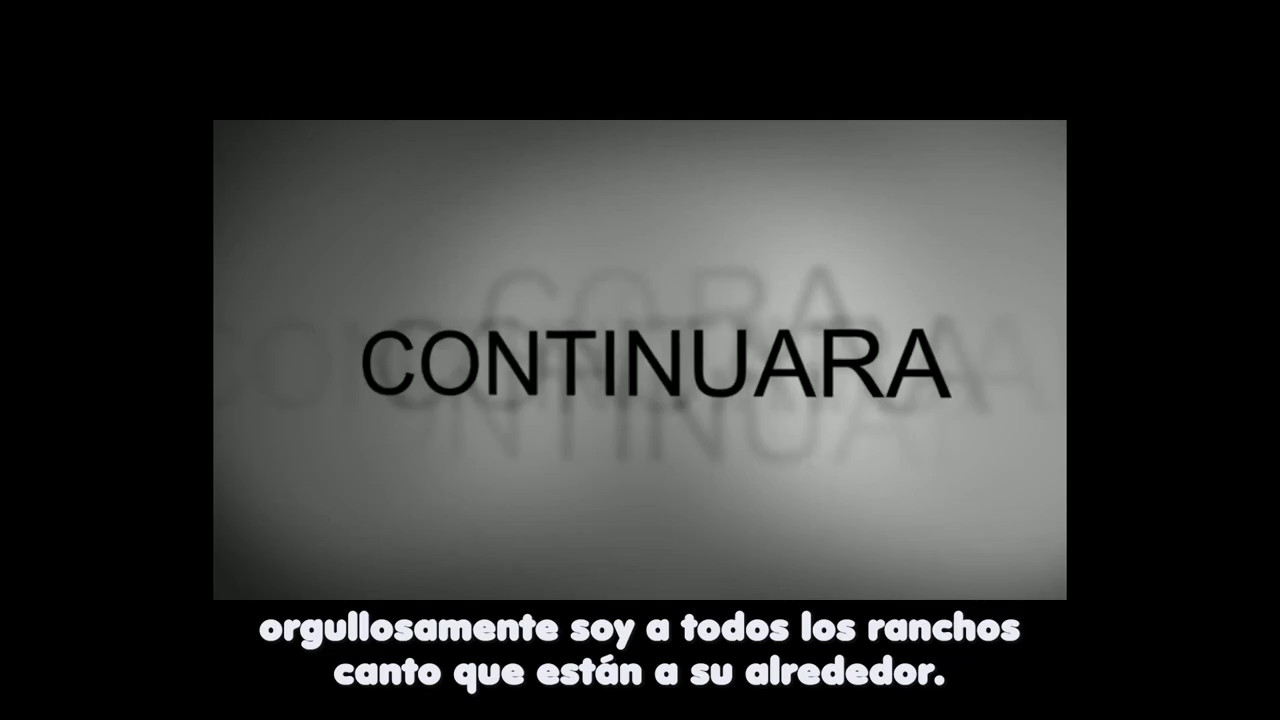 CONTINUARA
orgullosamente soy a todos los ranchos
canto que están a su alrededor.